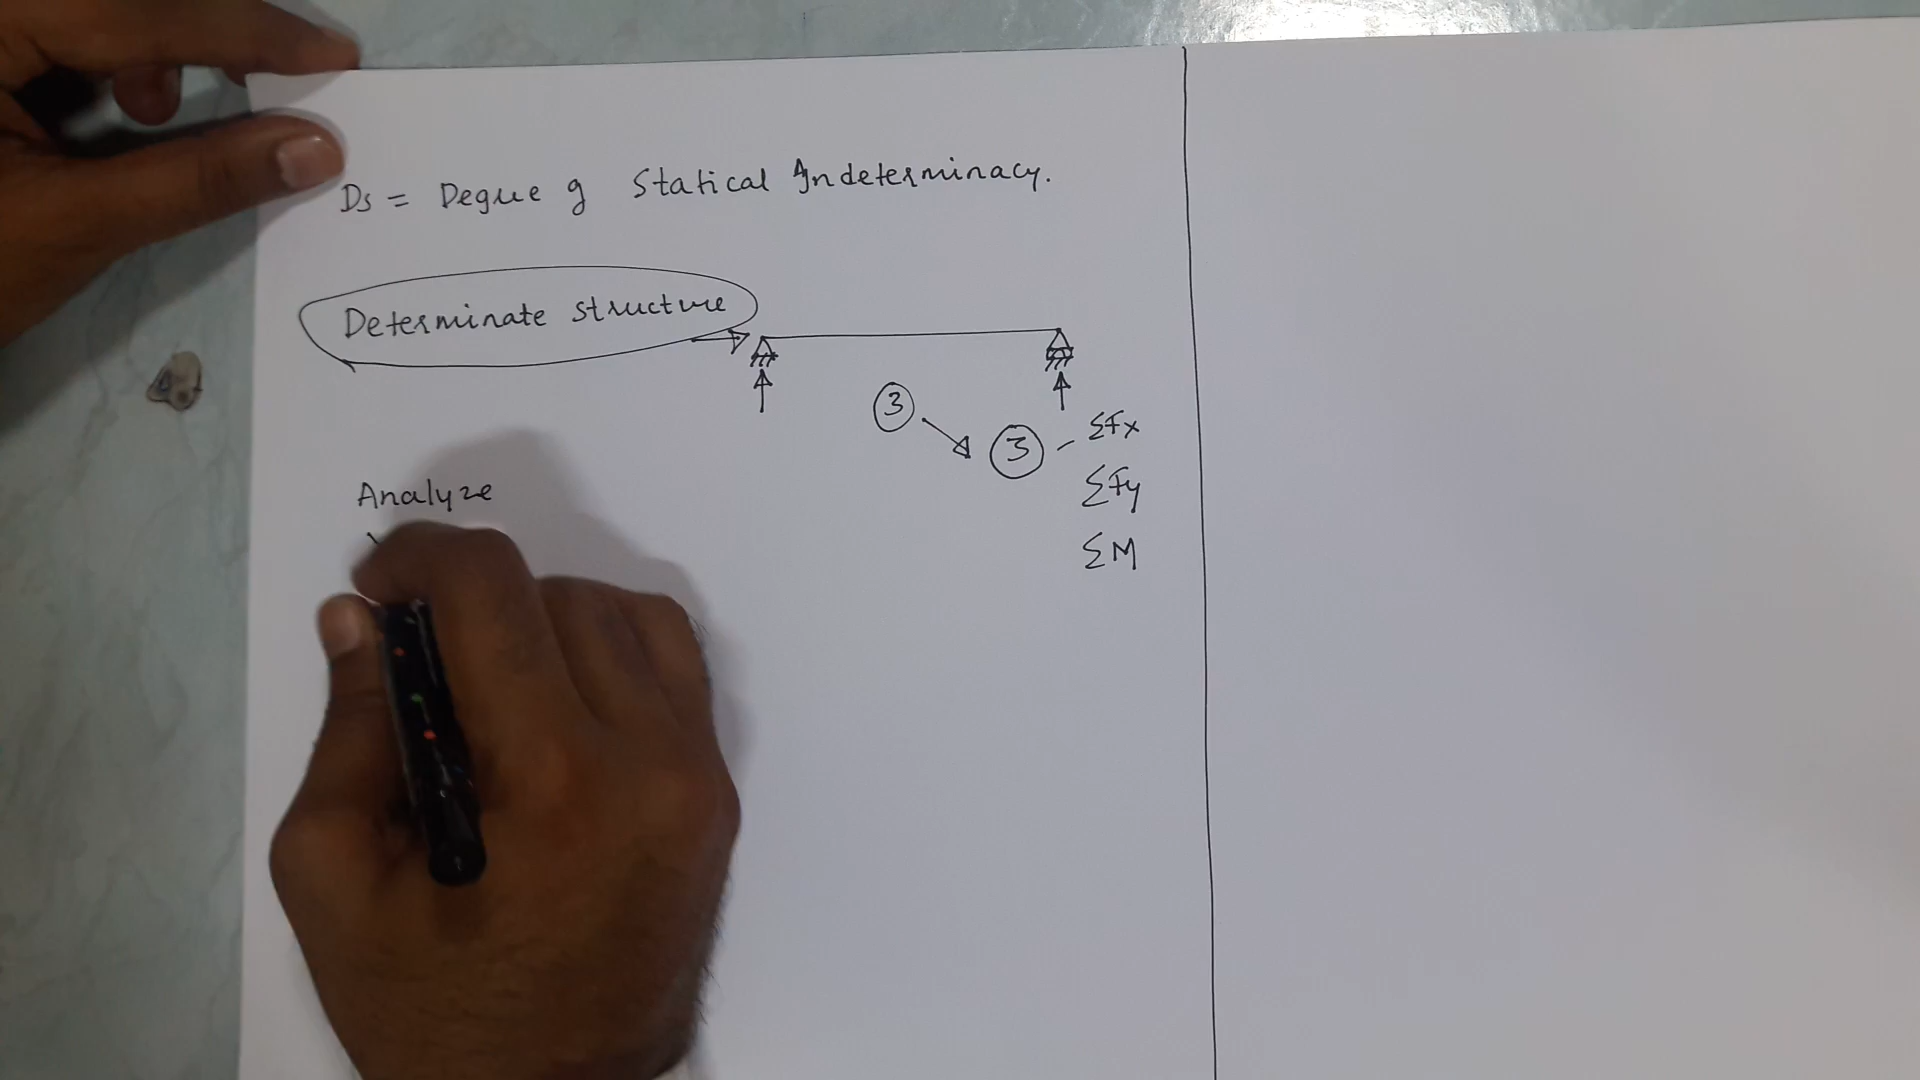 Ds = Degree of Statical Indeterminacy.
Determinate structure
3
3 - ΣFx
ΣFy
ΣM
Analyze